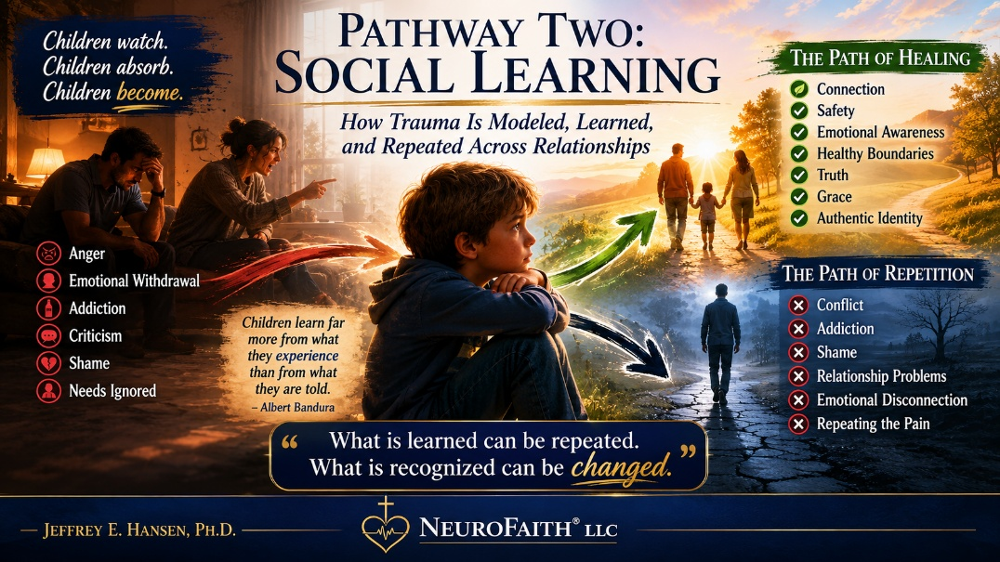 Children watch.
Children absorb.
Children become.
PATHWAY TWO:
SOCIAL LEARNING
How Trauma Is Modeled, Learned,
and Repeated Across Relationships
Anger
Emotional Withdrawal
Addiction
Criticism
Shame
Needs Ignored
Children learn far
more from what
they experience
than from what
they are told.
– Albert Bandura
THE PATH OF HEALING
Connection
Safety
Emotional Awareness
Healthy Boundaries
Truth
Grace
Authentic Identity
THE PATH OF REPETITION
Conflict
Addiction
Shame
Relationship Problems
Emotional Disconnection
Repeating the Pain
“ What is learned can be repeated.
What is recognized can be changed. ”
JEFFREY E. HANSEN, PH.D.
NEUROFAITH® LLC